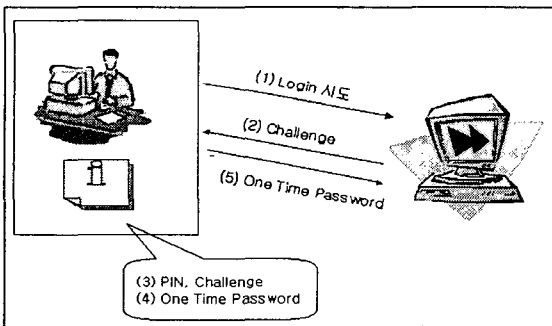 (1) Login 시도
(2) Challenge
(5) One Time Password
(3) PIN, Challenge
(4) One Time Password